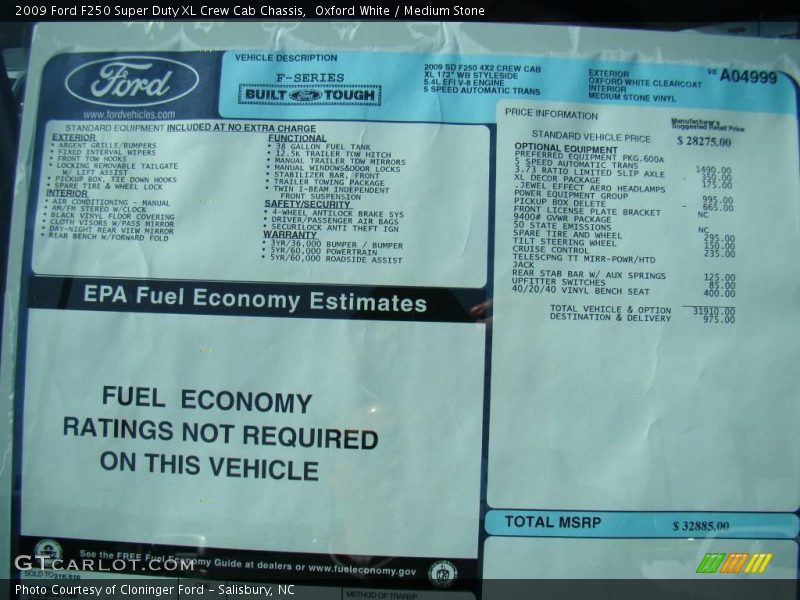 2009 Ford F250 Super Duty XL Crew Cab Chassis,  Oxford White / Medium Stone
Ford
www.fordvehicles.com
VEHICLE DESCRIPTION
F-SERIES
BUILT Ford TOUGH
2009 SD F250 4X2 CREW CAB
XL 172" WB STYLESIDE
5.4L EFI V-8 ENGINE
5 SPEED AUTOMATIC TRANS
EXTERIOR
OXFORD WHITE CLEARCOAT
INTERIOR
MEDIUM STONE VINYL
9E A04999
STANDARD EQUIPMENT INCLUDED AT NO EXTRA CHARGE
EXTERIOR
• ARGENT GRILLE/BUMPERS
• FIXED INTERVAL WIPERS
• FRONT TOW HOOKS
• LOCKING REMOVABLE TAILGATE
W/ LIFT ASSIST
• PICKUP BOX, TIE DOWN HOOKS
• SPARE TIRE & WHEEL LOCK
INTERIOR
• AIR CONDITIONING - MANUAL
• AM/FM STEREO W/CLOCK
• BLACK VINYL FLOOR COVERING
• CLOTH VISORS W/PASS MIRROR
• DAY-NIGHT REAR VIEW MIRROR
• REAR BENCH W/FORWARD FOLD
FUNCTIONAL
• 38 GALLON FUEL TANK
• 12.5K TRAILER TOW HITCH
• MANUAL TRAILER TOW MIRRORS
• MANUAL WINDOWS&DOOR LOCKS
• STABILIZER BAR, FRONT
• TRAILER TOWING PACKAGE
• TWIN I-BEAM INDEPENDENT
FRONT SUSPENSION
SAFETY/SECURITY
• 4-WHEEL ANTILOCK BRAKE SYS
• DRIVER/PASSENGER AIR BAGS
• SECURILOCK ANTI THEFT IGN
WARRANTY
• 3YR/36,000 BUMPER / BUMPER
• 5YR/60,000 POWERTRAIN
• 5YR/60,000 ROADSIDE ASSIST
PRICE INFORMATION
Manufacturer's
Suggested Retail Price
STANDARD VEHICLE PRICE $ 28275.00
OPTIONAL EQUIPMENT
PREFERRED EQUIPMENT PKG.600A
5 SPEED AUTOMATIC TRANS
3.73 RATIO LIMITED SLIP AXLE
XL DECOR PACKAGE 1490.00
.JEWEL EFFECT AERO HEADLAMPS 350.00
POWER EQUIPMENT GROUP 175.00
PICKUP BOX DELETE 995.00
FRONT LICENSE PLATE BRACKET - 665.00
9400# GVWR PACKAGE NC
50 STATE EMISSIONS
SPARE TIRE AND WHEEL NC
TILT STEERING WHEEL 295.00
CRUISE CONTROL 150.00
TELESCPNG TT MIRR-POWR/HTD 235.00
JACK
REAR STAB BAR W/ AUX SPRINGS 125.00
UPFITTER SWITCHES 85.00
40/20/40 VINYL BENCH SEAT 400.00
TOTAL VEHICLE & OPTION 31910.00
DESTINATION & DELIVERY 975.00
EPA Fuel Economy Estimates
FUEL ECONOMY
RATINGS NOT REQUIRED
ON THIS VEHICLE
TOTAL MSRP $ 32885.00
See the FREE Fuel Economy Guide at dealers or www.fueleconomy.gov
GTcarlot.com
SOLD TO
METHOD OF TRANSP
Photo Courtesy of Cloninger Ford – Salisbury, NC